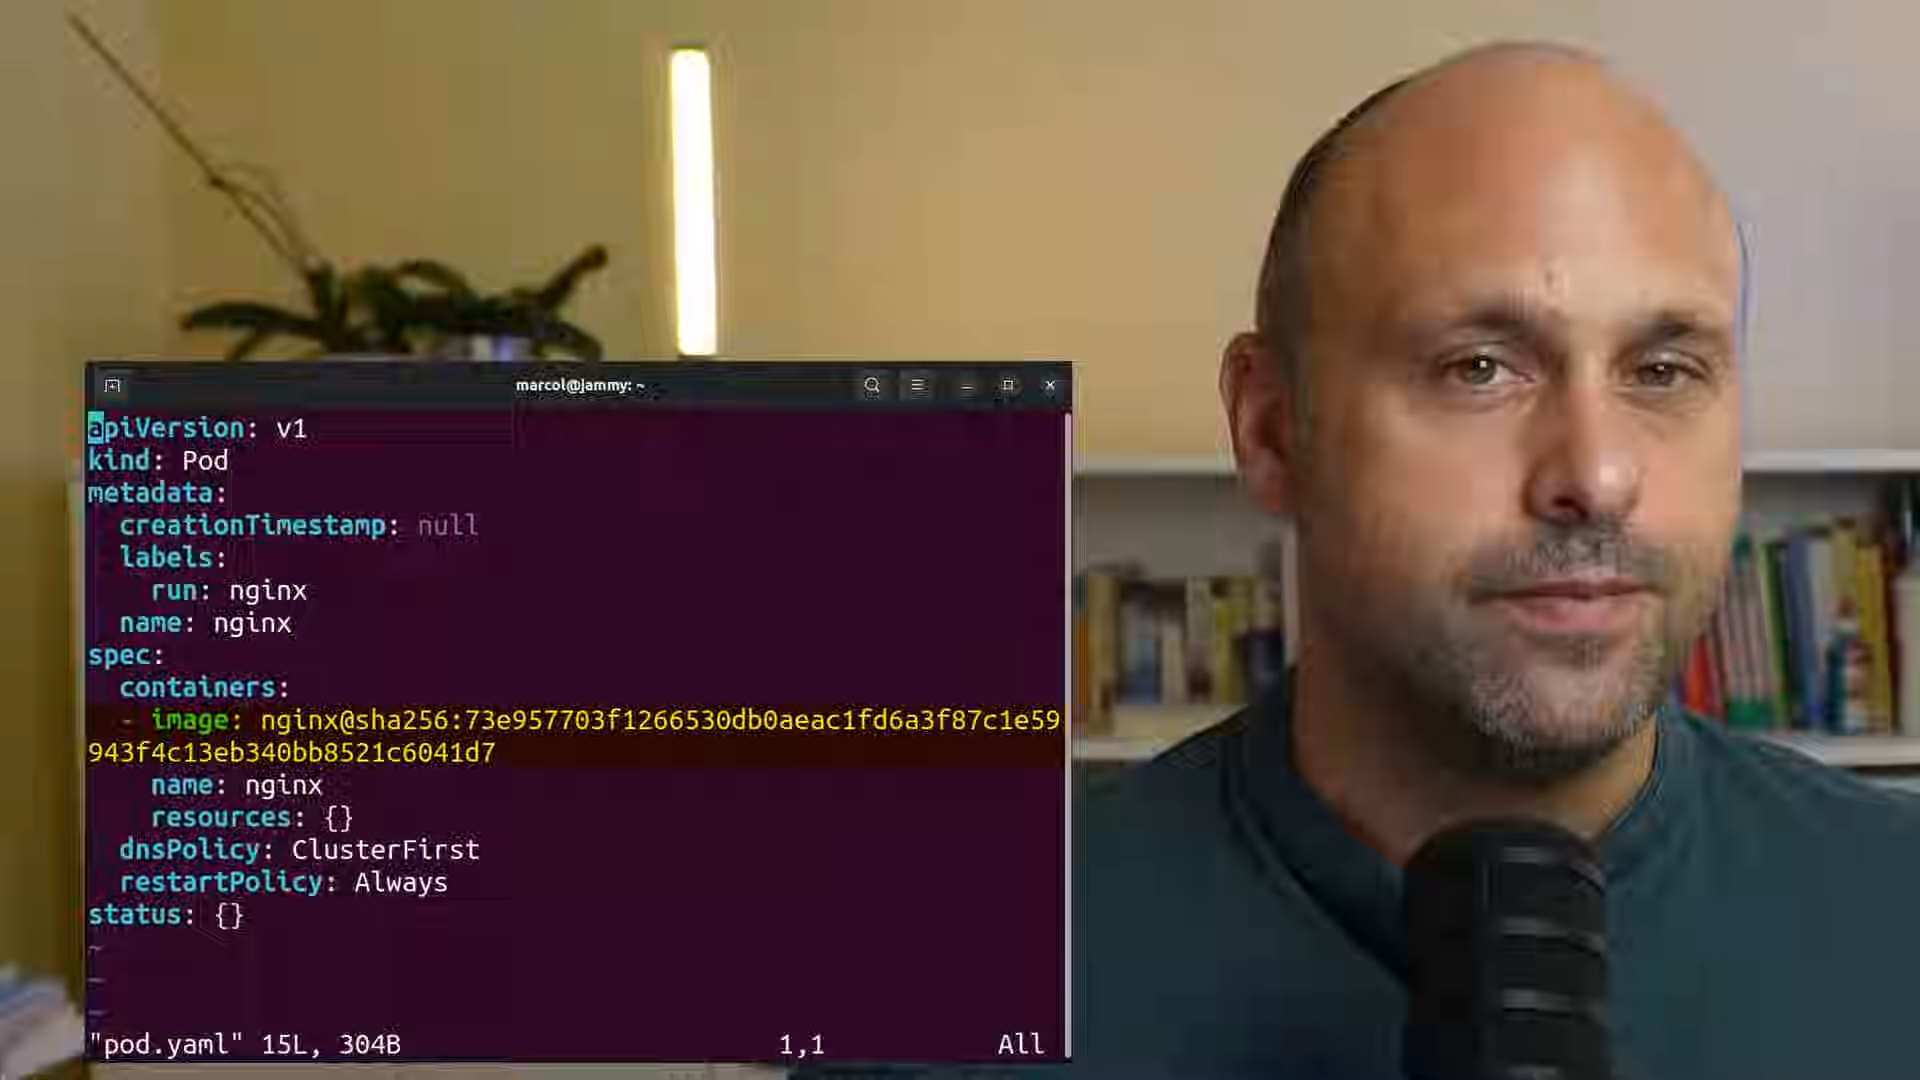 marcol@jammy: ~
apiVersion: v1
kind: Pod
metadata:
  creationTimestamp: null
  labels:
    run: nginx
  name: nginx
spec:
  containers:
  - image: nginx@sha256:73e957703f1266530db0aeac1fd6a3f87c1e59
943f4c13eb340bb8521c6041d7
    name: nginx
    resources: {}
  dnsPolicy: ClusterFirst
  restartPolicy: Always
status: {}
~
~
~
"pod.yaml" 15L, 304B 1,1 All